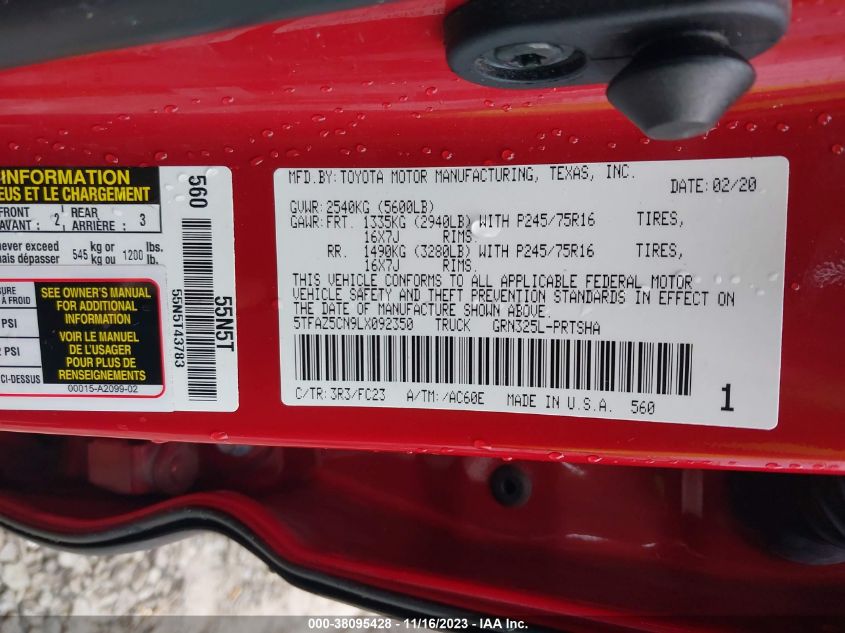 INFORMATION
EUS ET LE CHARGEMENT
FRONT
AVANT : 2 REAR
ARRIÈRE : 3
never exceed
mais dépasser 545 kg or
kg ou 1200 lbs.
lb.
SURE
À FROID
PSI
PSI
CI-DESSUS
SEE OWNER'S MANUAL
FOR ADDITIONAL
INFORMATION
VOIR LE MANUEL
DE L'USAGER
POUR PLUS DE
RENSEIGNEMENTS
00015-A2099-02
560
55N5T
55N5T43783
MFD.BY:TOYOTA MOTOR MANUFACTURING, TEXAS, INC.
DATE:02/20
GVWR:2540KG (5600LB)
GAWR:FRT. 1335KG (2940LB) WITH P245/75R16 TIRES,
16X7J RIMS.
RR. 1490KG (3280LB) WITH P245/75R16 TIRES,
16X7J RIMS.
THIS VEHICLE CONFORMS TO ALL APPLICABLE FEDERAL MOTOR
VEHICLE SAFETY AND THEFT PREVENTION STANDARDS IN EFFECT ON
THE DATE OF MANUFACTURE SHOWN ABOVE.
5TFAZ5CN9LX092350 TRUCK GRN325L-PRTSHA
C/TR:3R3/FC23 A/TM:/AC60E MADE IN U.S.A. 560 1
000-38095428 - 11/16/2023 - IAA Inc.